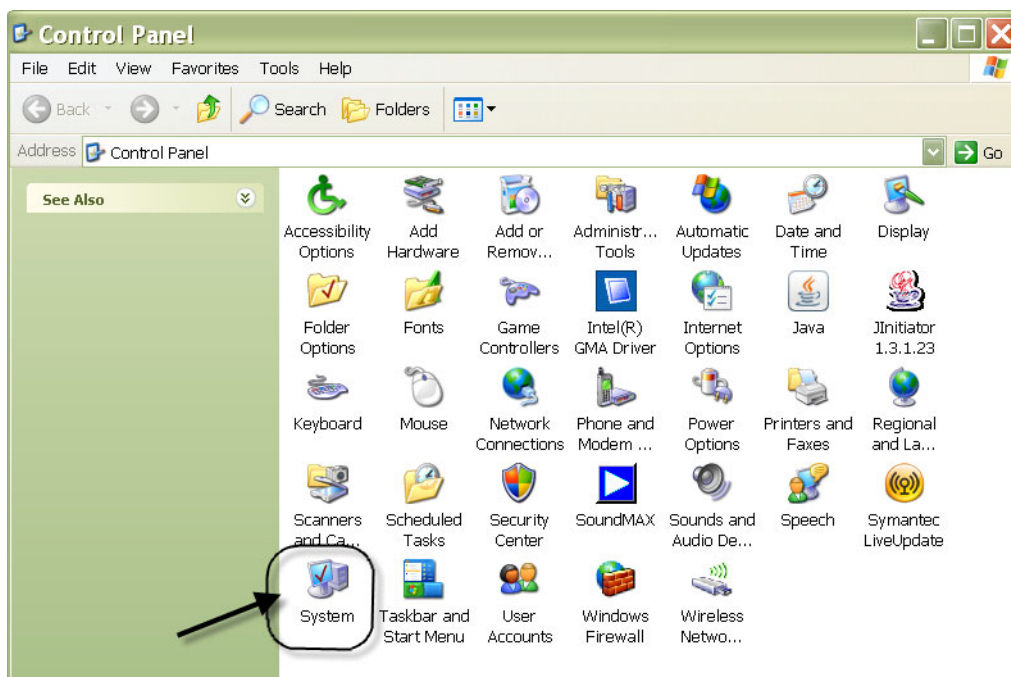 Control Panel
File Edit View Favorites Tools Help
Back Search Folders
Address Control Panel Go
See Also
Accessibility Options
Add Hardware
Add or Remov...
Administr... Tools
Automatic Updates
Date and Time
Display
Folder Options
Fonts
Game Controllers
Intel(R) GMA Driver
Internet Options
Java
JInitiator 1.3.1.23
Keyboard
Mouse
Network Connections
Phone and Modem ...
Power Options
Printers and Faxes
Regional and La...
Scanners and Ca...
Scheduled Tasks
Security Center
SoundMAX
Sounds and Audio De...
Speech
Symantec LiveUpdate
System
Taskbar and Start Menu
User Accounts
Windows Firewall
Wireless Netwo...